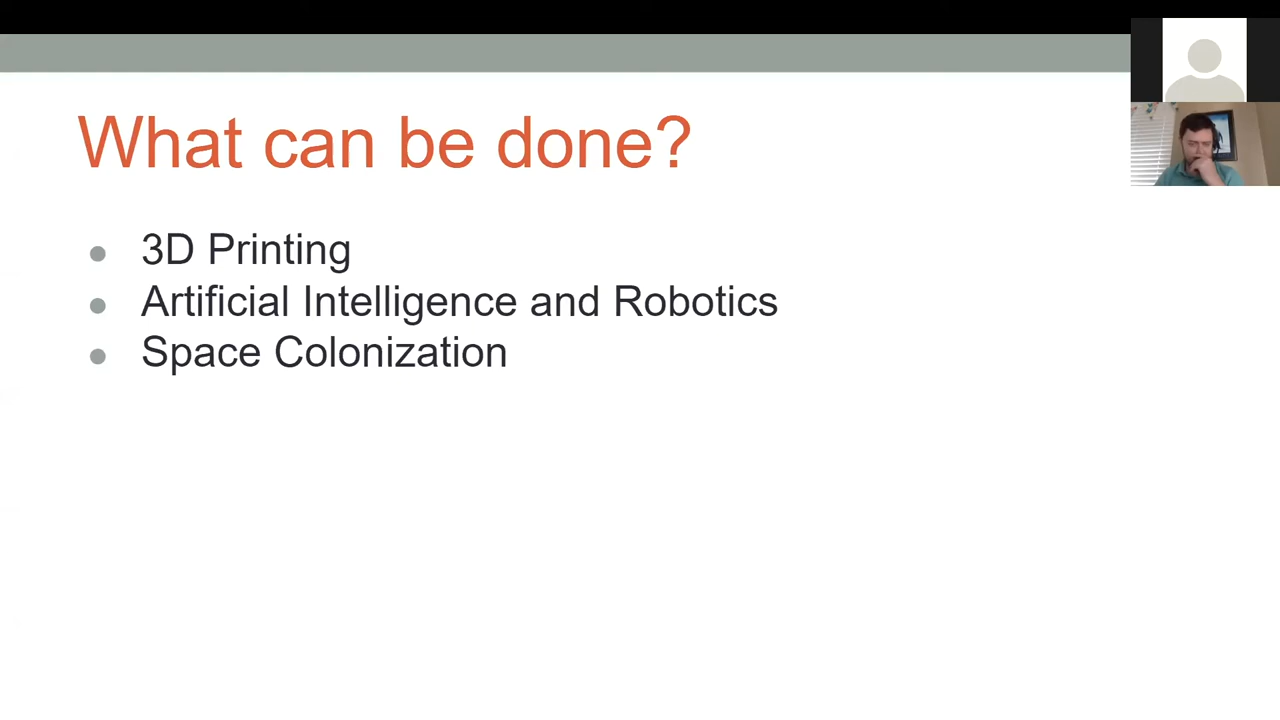 What can be done?
3D Printing
Artificial Intelligence and Robotics
Space Colonization